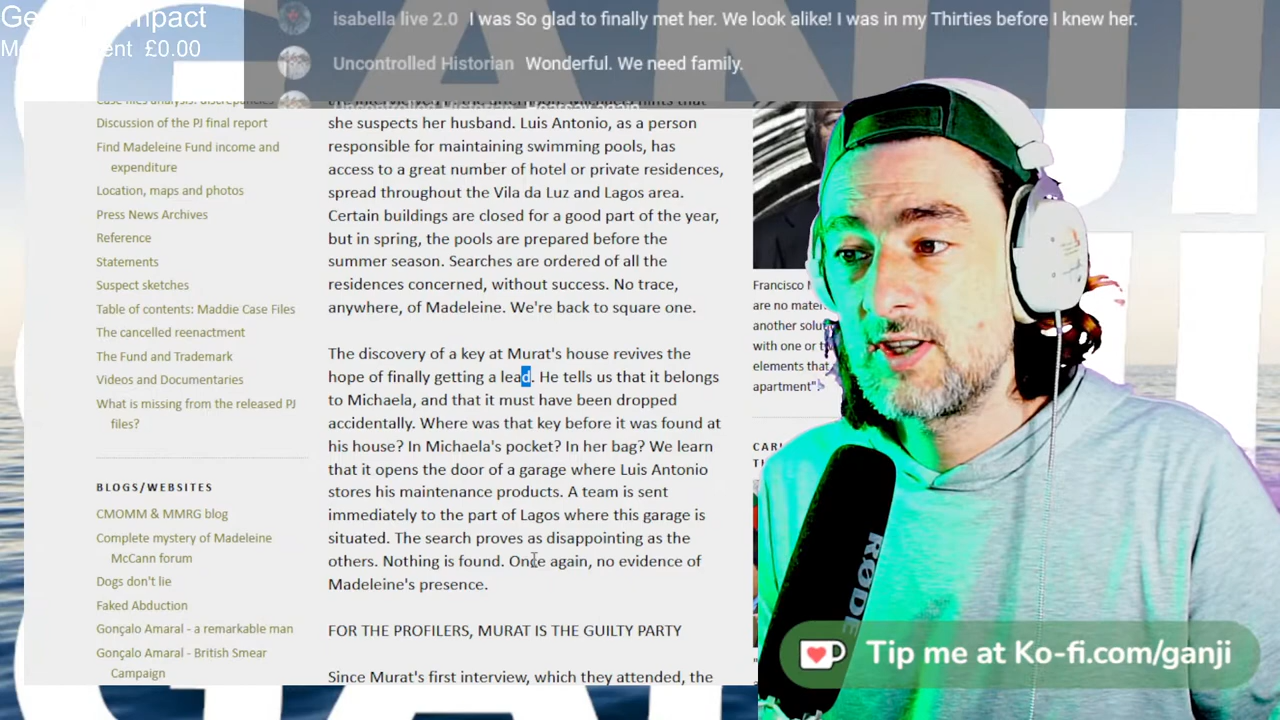 isabella live 2.0 I was So glad to finally met her. We look alike! I was in my Thirties before I knew her.
Uncontrolled Historian Wonderful. We need family.
£0.00
Discussion of the PJ final report
Find Madeleine Fund income and
expenditure
Location, maps and photos
Press News Archives
Reference
Statements
Suspect sketches
Table of contents: Maddie Case Files
The cancelled reenactment
The Fund and Trademark
Videos and Documentaries
What is missing from the released PJ
files?
BLOGS/WEBSITES
CMOMM & MMRG blog
Complete mystery of Madeleine
McCann forum
Dogs don't lie
Faked Abduction
Gonçalo Amaral - a remarkable man
Gonçalo Amaral - British Smear
Campaign
she suspects her husband. Luis Antonio, as a person
responsible for maintaining swimming pools, has
access to a great number of hotel or private residences,
spread throughout the Vila da Luz and Lagos area.
Certain buildings are closed for a good part of the year,
but in spring, the pools are prepared before the
summer season. Searches are ordered of all the
residences concerned, without success. No trace,
anywhere, of Madeleine. We're back to square one.
The discovery of a key at Murat's house revives the
hope of finally getting a lead. He tells us that it belongs
to Michaela, and that it must have been dropped
accidentally. Where was that key before it was found at
his house? In Michaela's pocket? In her bag? We learn
that it opens the door of a garage where Luis Antonio
stores his maintenance products. A team is sent
immediately to the part of Lagos where this garage is
situated. The search proves as disappointing as the
others. Nothing is found. Once again, no evidence of
Madeleine's presence.
FOR THE PROFILERS, MURAT IS THE GUILTY PARTY
Since Murat's first interview, which they attended, the
Francisco
are no mater
another solut
with one or t
elements that
apartment".
RØDE
Tip me at Ko-fi.com/ganji